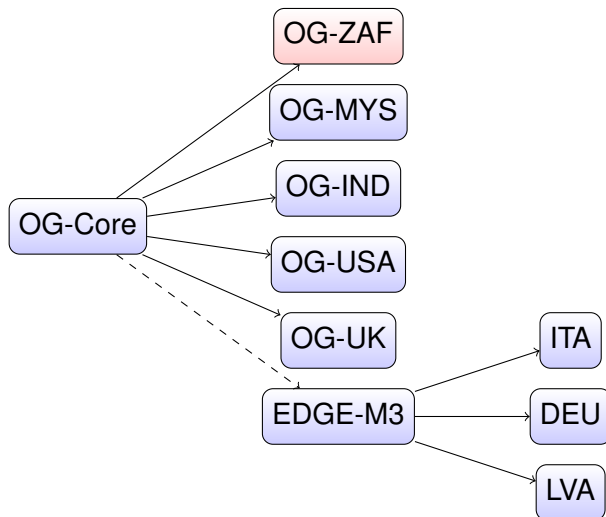 OG-ZAF
OG-MYS
OG-IND
OG-Core
OG-USA
OG-UK
ITA
EDGE-M3
DEU
LVA